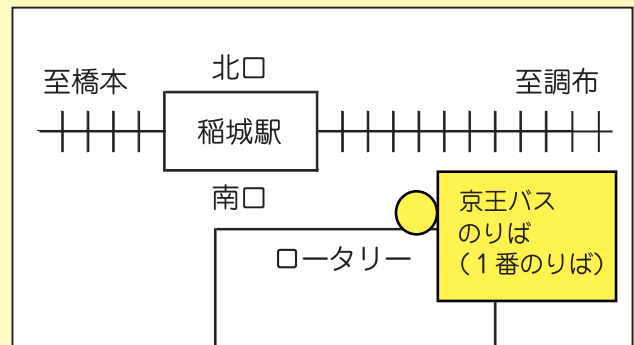 北口
至橋本
至調布
稲城駅
南口
京王バス
のりば
(1番のりば)
ロータリー